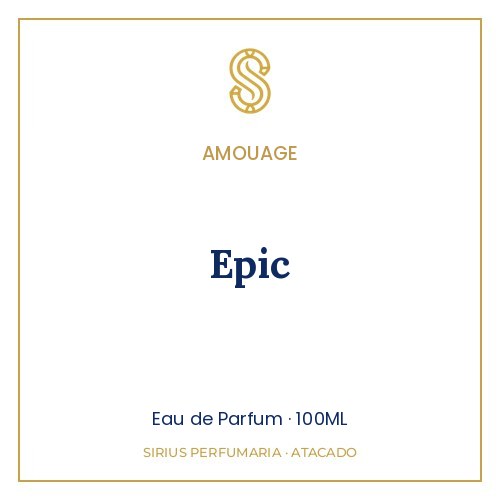 AMOUAGE
Epic
Eau de Parfum · 100ML
SIRIUS PERFUMARIA · ATACADO